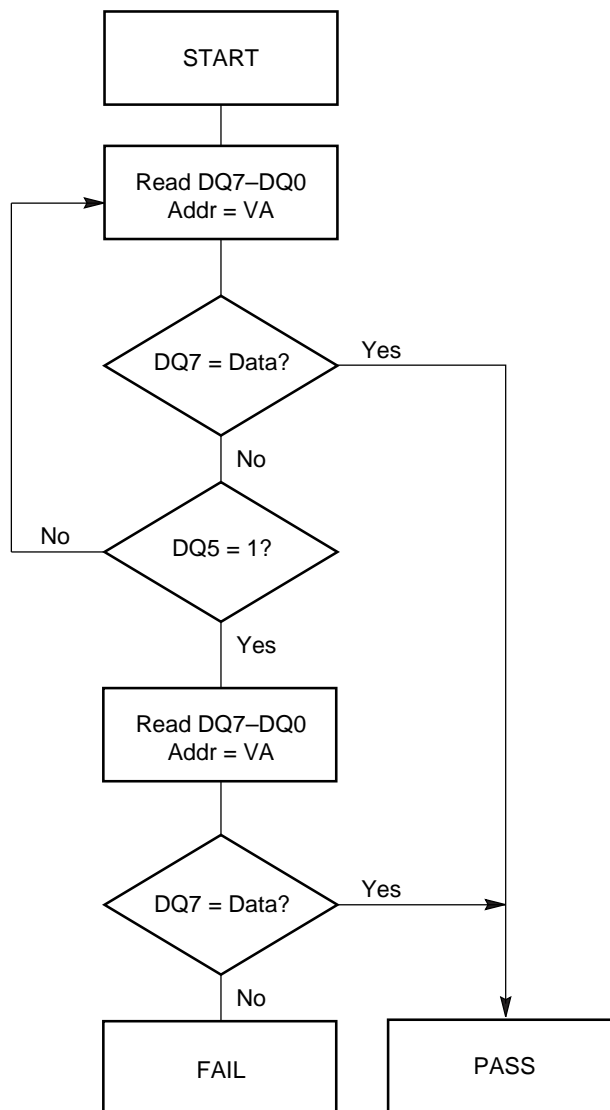 START
Read DQ7–DQ0
Addr = VA
DQ7 = Data?
Yes
No
No
DQ5 = 1?
Yes
Read DQ7–DQ0
Addr = VA
DQ7 = Data?
Yes
No
FAIL
PASS